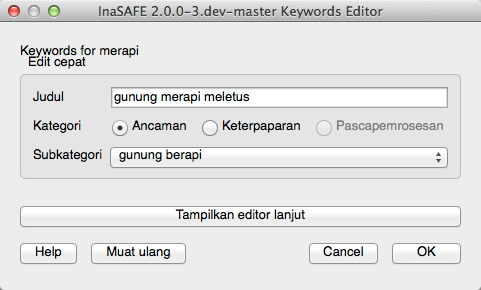 InaSAFE 2.0.0-3.dev-master Keywords Editor
Keywords for merapi
Edit cepat
Judul gunung merapi meletus
Kategori Ancaman Keterpaparan Pascapemrosesan
Subkategori gunung berapi
Tampilkan editor lanjut
Help Muat ulang Cancel OK